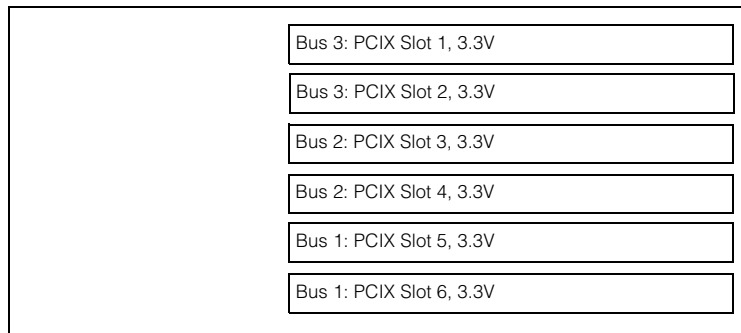 Bus 3: PCIX Slot 1, 3.3V
Bus 3: PCIX Slot 2, 3.3V
Bus 2: PCIX Slot 3, 3.3V
Bus 2: PCIX Slot 4, 3.3V
Bus 1: PCIX Slot 5, 3.3V
Bus 1: PCIX Slot 6, 3.3V